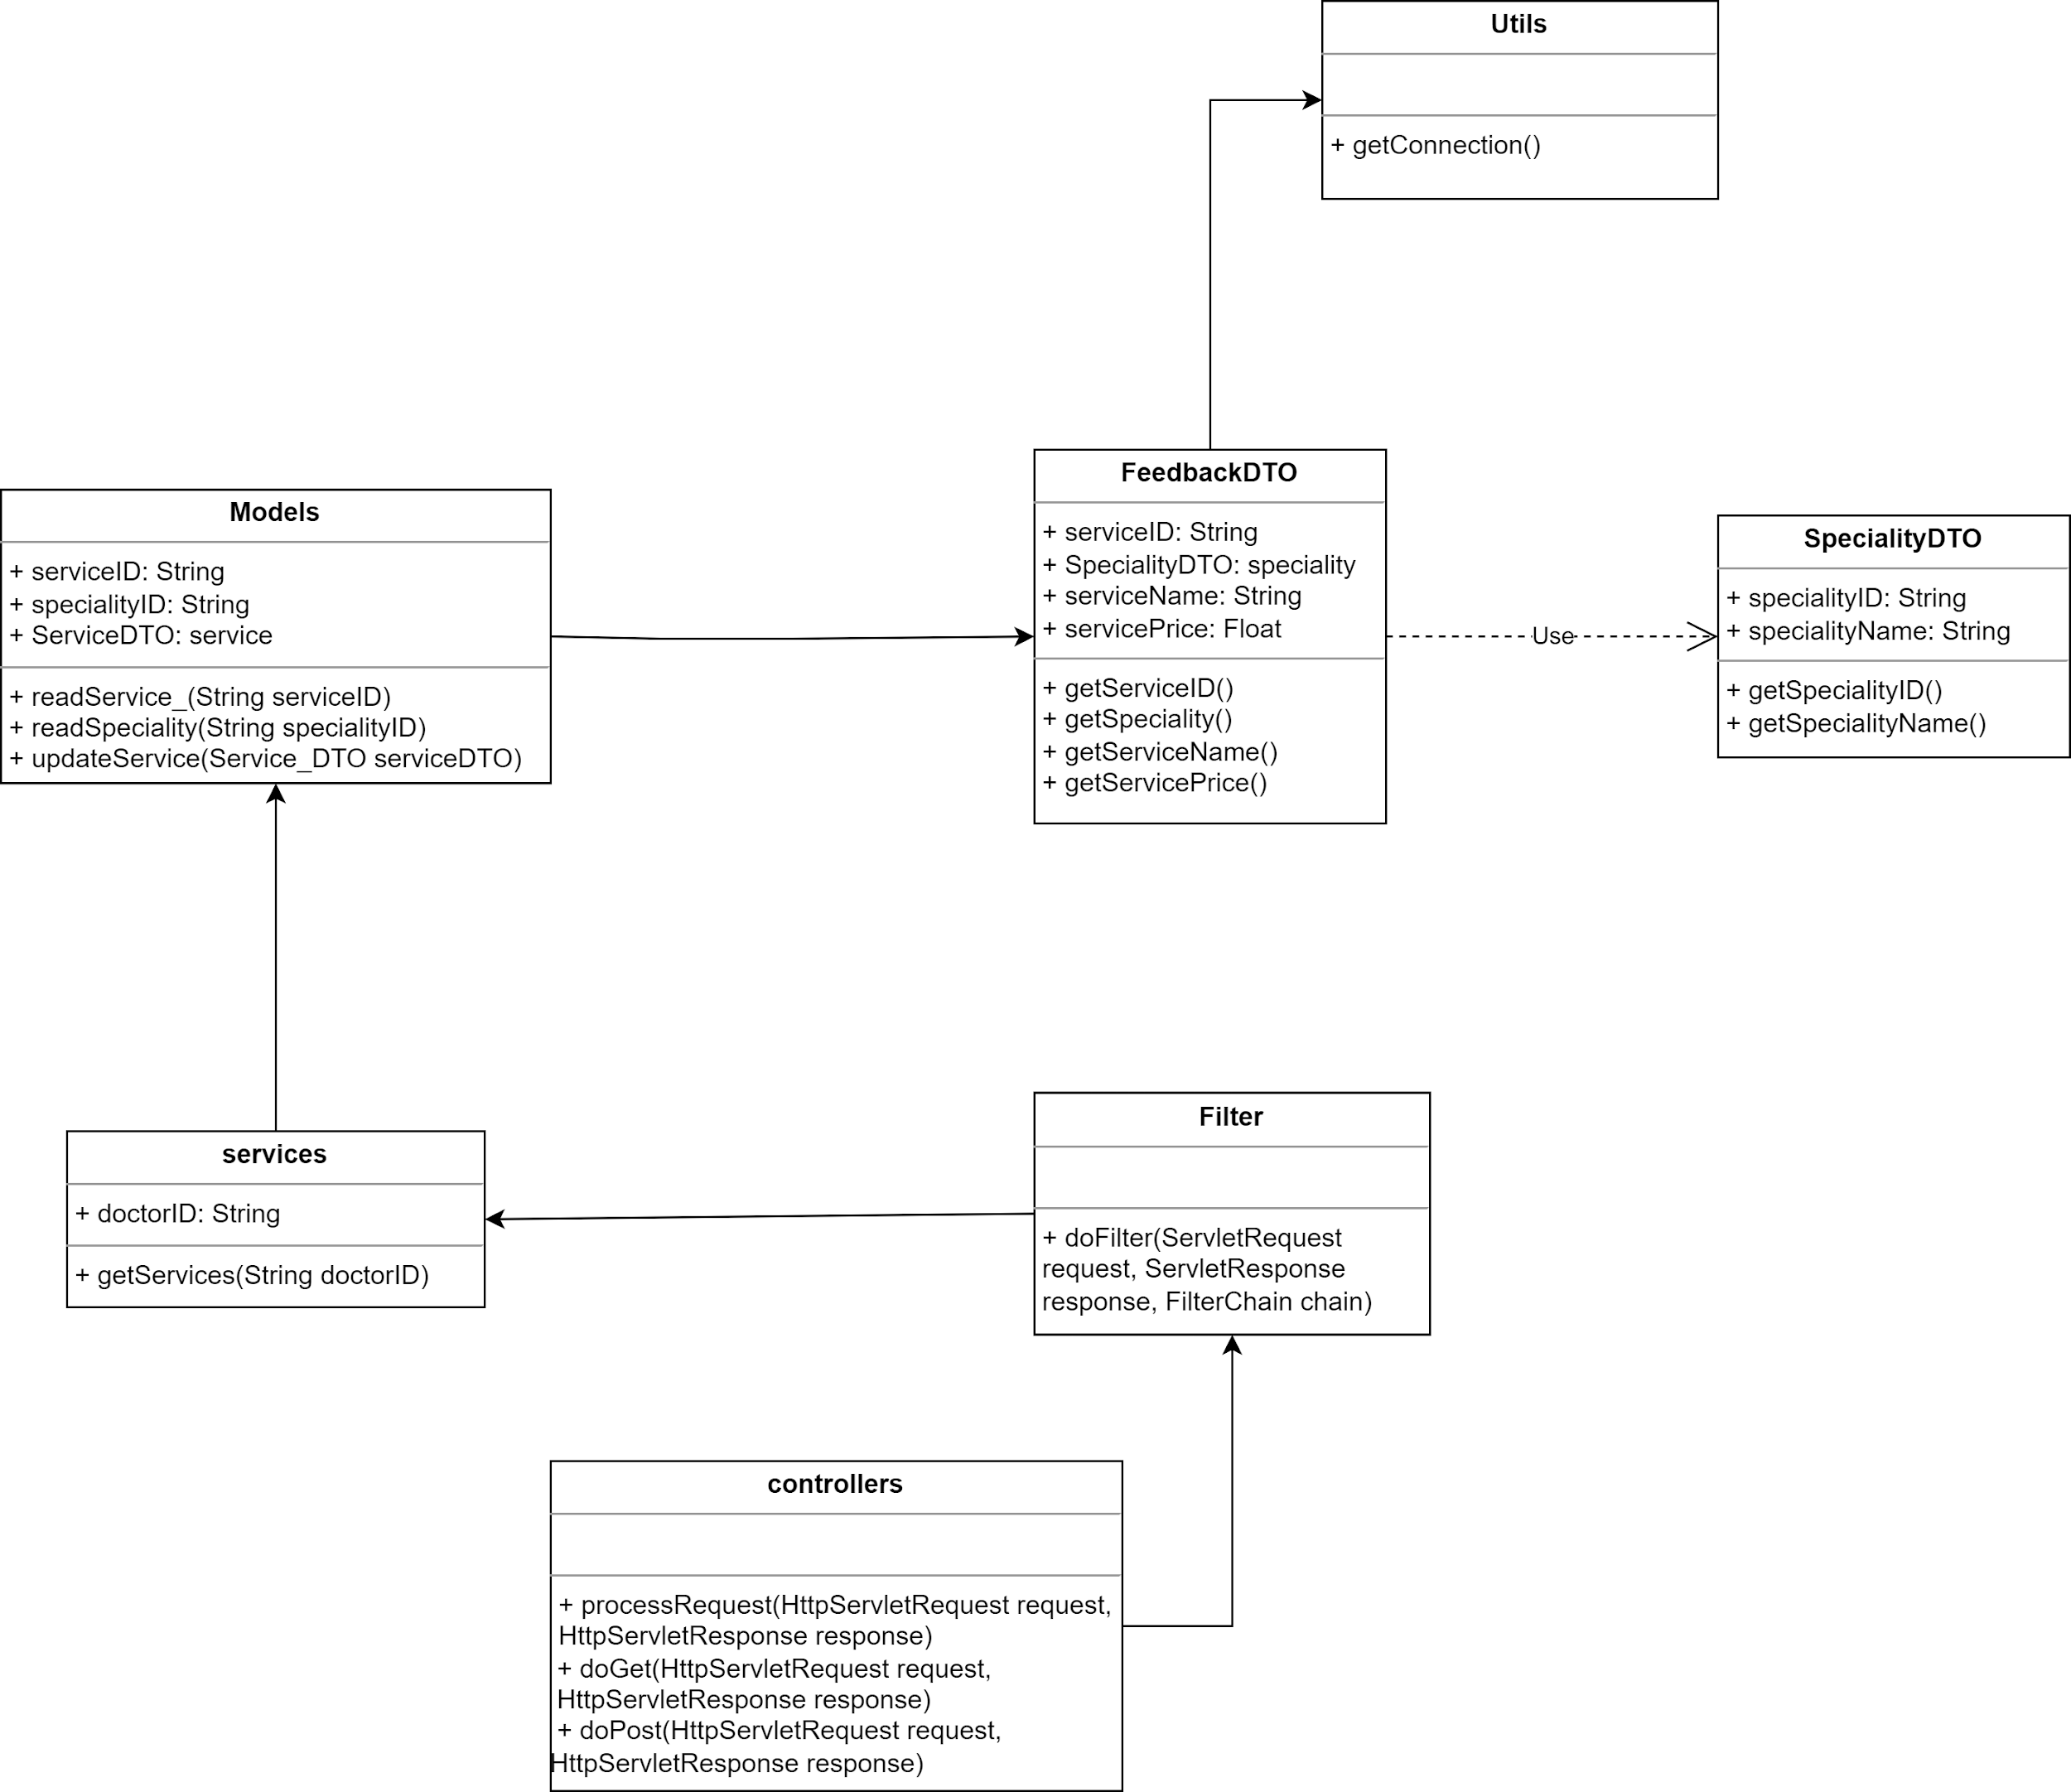 Utils
+ getConnection()
FeedbackDTO
+ serviceID: String
+ SpecialityDTO: speciality
+ serviceName: String
+ servicePrice: Float
+ getServiceID()
+ getSpeciality()
+ getServiceName()
+ getServicePrice()
Models
+ serviceID: String
+ specialityID: String
+ ServiceDTO: service
+ readService_(String serviceID)
+ readSpeciality(String specialityID)
+ updateService(Service_DTO serviceDTO)
Use
SpecialityDTO
+ specialityID: String
+ specialityName: String
+ getSpecialityID()
+ getSpecialityName()
services
+ doctorID: String
+ getServices(String doctorID)
Filter
+ doFilter(ServletRequest
request, ServletResponse
response, FilterChain chain)
controllers
+ processRequest(HttpServletRequest request,
HttpServletResponse response)
+ doGet(HttpServletRequest request,
HttpServletResponse response)
+ doPost(HttpServletRequest request,
HttpServletResponse response)